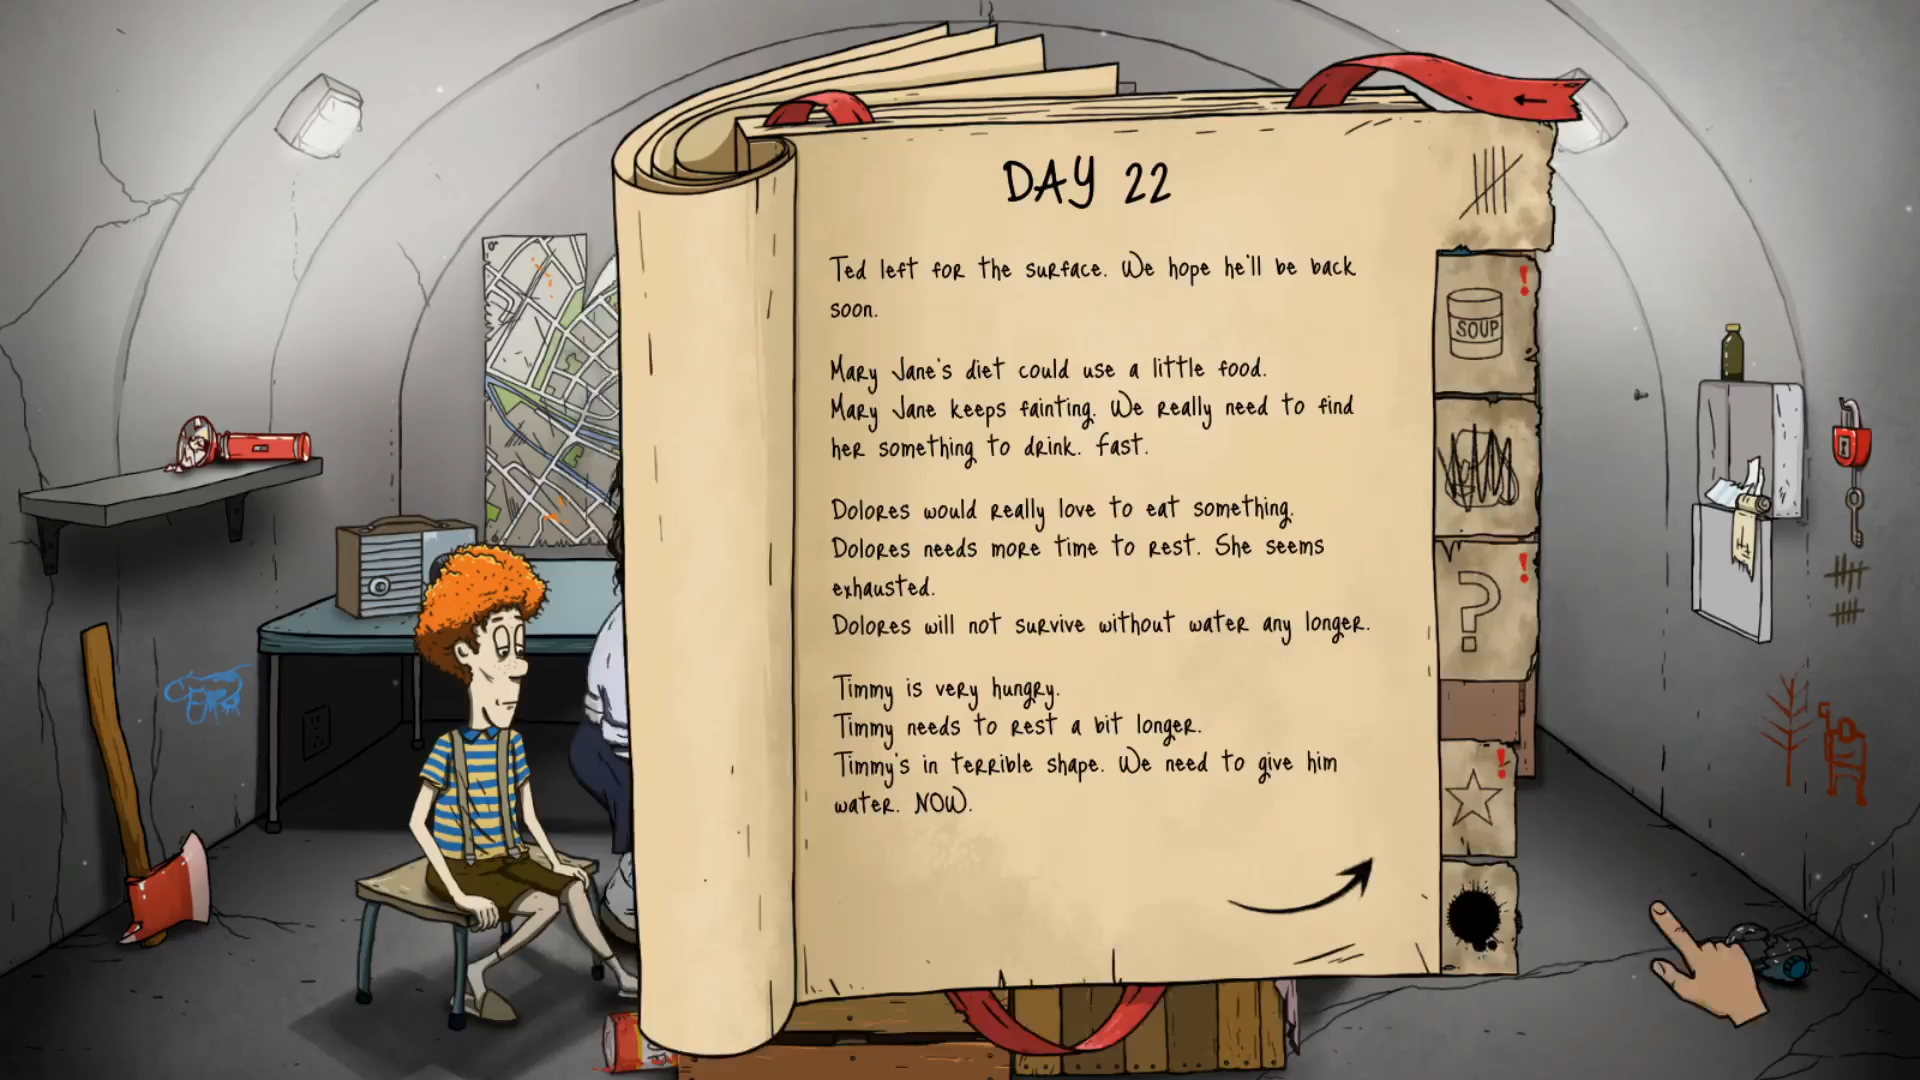 DAY 22
Ted left for the surface. We hope he'll be back
soon.
Mary Jane's diet could use a little food.
Mary Jane keeps fainting. We really need to find
her something to drink. Fast.
Dolores would really love to eat something.
Dolores needs more time to rest. She seems
exhausted.
Dolores will not survive without water any longer.
Timmy is very hungry.
Timmy needs to rest a bit longer.
Timmy's in terrible shape. We need to give him
water. NOW.
!
SOUP
!
?
!